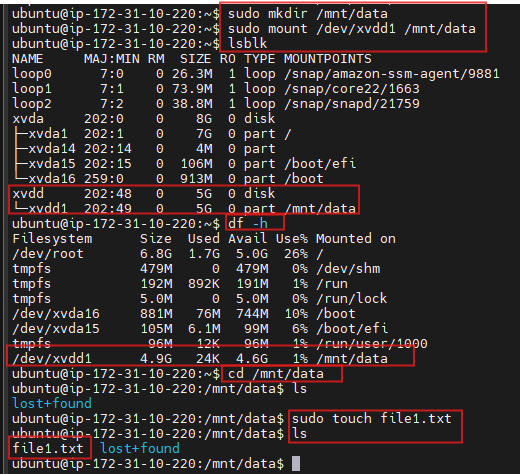 ubuntu@ip-172-31-10-220:~$ sudo mkdir /mnt/data
ubuntu@ip-172-31-10-220:~$ sudo mount /dev/xvdd1 /mnt/data
ubuntu@ip-172-31-10-220:~$ lsblk
NAME     MAJ:MIN RM  SIZE RO TYPE MOUNTPOINTS
loop0      7:0    0 26.3M  1 loop /snap/amazon-ssm-agent/9881
loop1      7:1    0 73.9M  1 loop /snap/core22/1663
loop2      7:2    0 38.8M  1 loop /snap/snapd/21759
xvda     202:0    0    8G  0 disk
├─xvda1  202:1    0    7G  0 part /
├─xvda14 202:14   0    4M  0 part
├─xvda15 202:15   0  106M  0 part /boot/efi
└─xvda16 259:0    0  913M  0 part /boot
xvdd     202:48   0    5G  0 disk
└─xvdd1  202:49   0    5G  0 part /mnt/data
ubuntu@ip-172-31-10-220:~$ df -h
Filesystem      Size  Used Avail Use% Mounted on
/dev/root       6.8G  1.7G  5.0G  26% /
tmpfs           479M     0  479M   0% /dev/shm
tmpfs           192M  892K  191M   1% /run
tmpfs           5.0M     0  5.0M   0% /run/lock
/dev/xvda16     881M   76M  744M  10% /boot
/dev/xvda15     105M  6.1M   99M   6% /boot/efi
tmpfs            96M   12K   96M   1% /run/user/1000
/dev/xvdd1      4.9G   24K  4.6G   1% /mnt/data
ubuntu@ip-172-31-10-220:~$ cd /mnt/data
ubuntu@ip-172-31-10-220:/mnt/data$ ls
lost+found
ubuntu@ip-172-31-10-220:/mnt/data$ sudo touch file1.txt
ubuntu@ip-172-31-10-220:/mnt/data$ ls
file1.txt  lost+found
ubuntu@ip-172-31-10-220:/mnt/data$